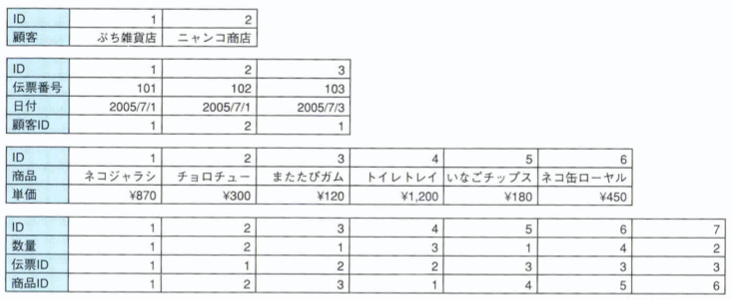 ID 1 2
顧客 ぷち雑貨店 ニャンコ商店
ID 1 2 3
伝票番号 101 102 103
日付 2005/7/1 2005/7/1 2005/7/3
顧客ID 1 2 1
ID 1 2 3 4 5 6
商品 ネコジャラシ チョロチュー またたびガム トイレトレイ いなごチップス ネコ缶ローヤル
単価 ¥870 ¥300 ¥120 ¥1,200 ¥180 ¥450
ID 1 2 3 4 5 6 7
数量 1 2 1 3 1 4 2
伝票ID 1 1 2 2 3 3 3
商品ID 1 2 3 1 4 5 6